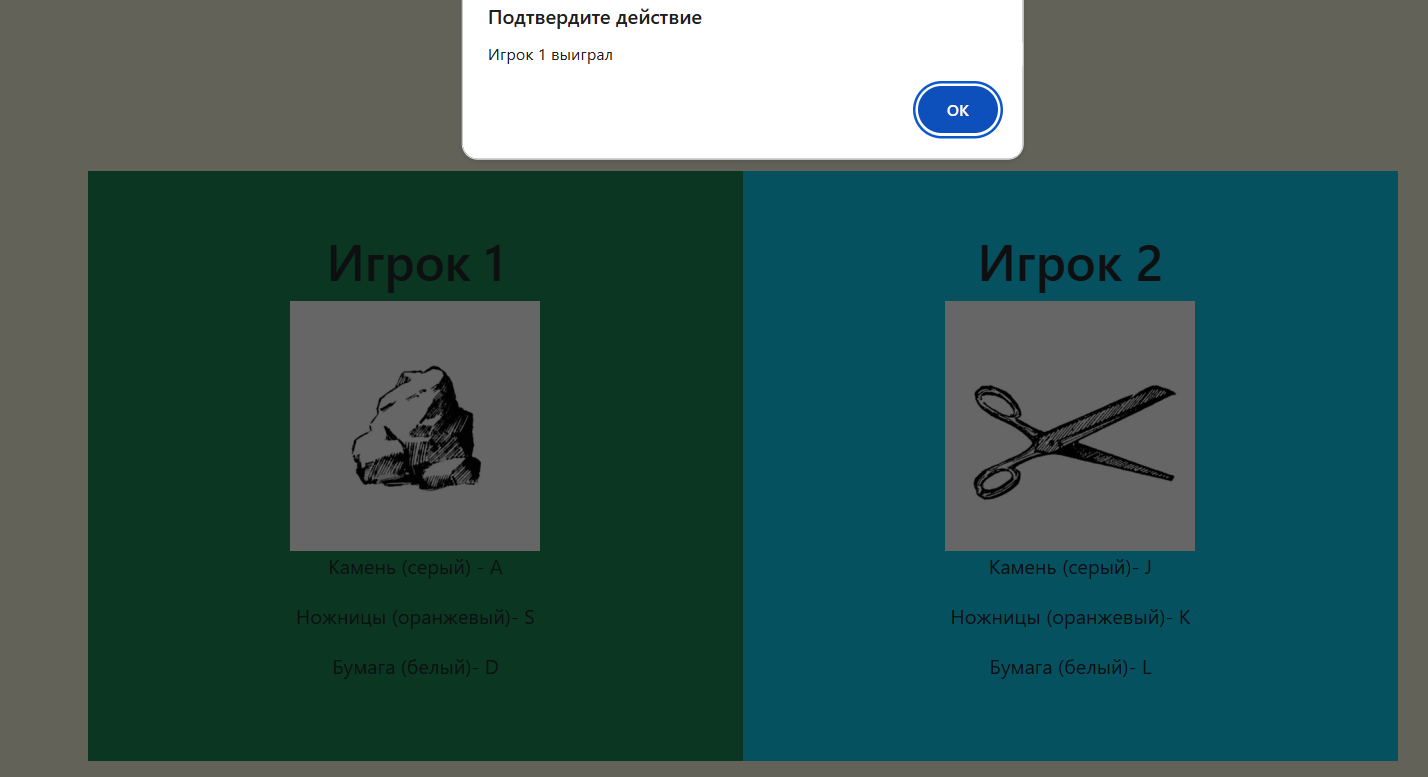 Подтвердите действие
Игрок 1 выиграл
ОК
Игрок 1
Камень (серый) - A
Ножницы (оранжевый)- S
Бумага (белый)- D
Игрок 2
Камень (серый)- J
Ножницы (оранжевый)- K
Бумага (белый)- L